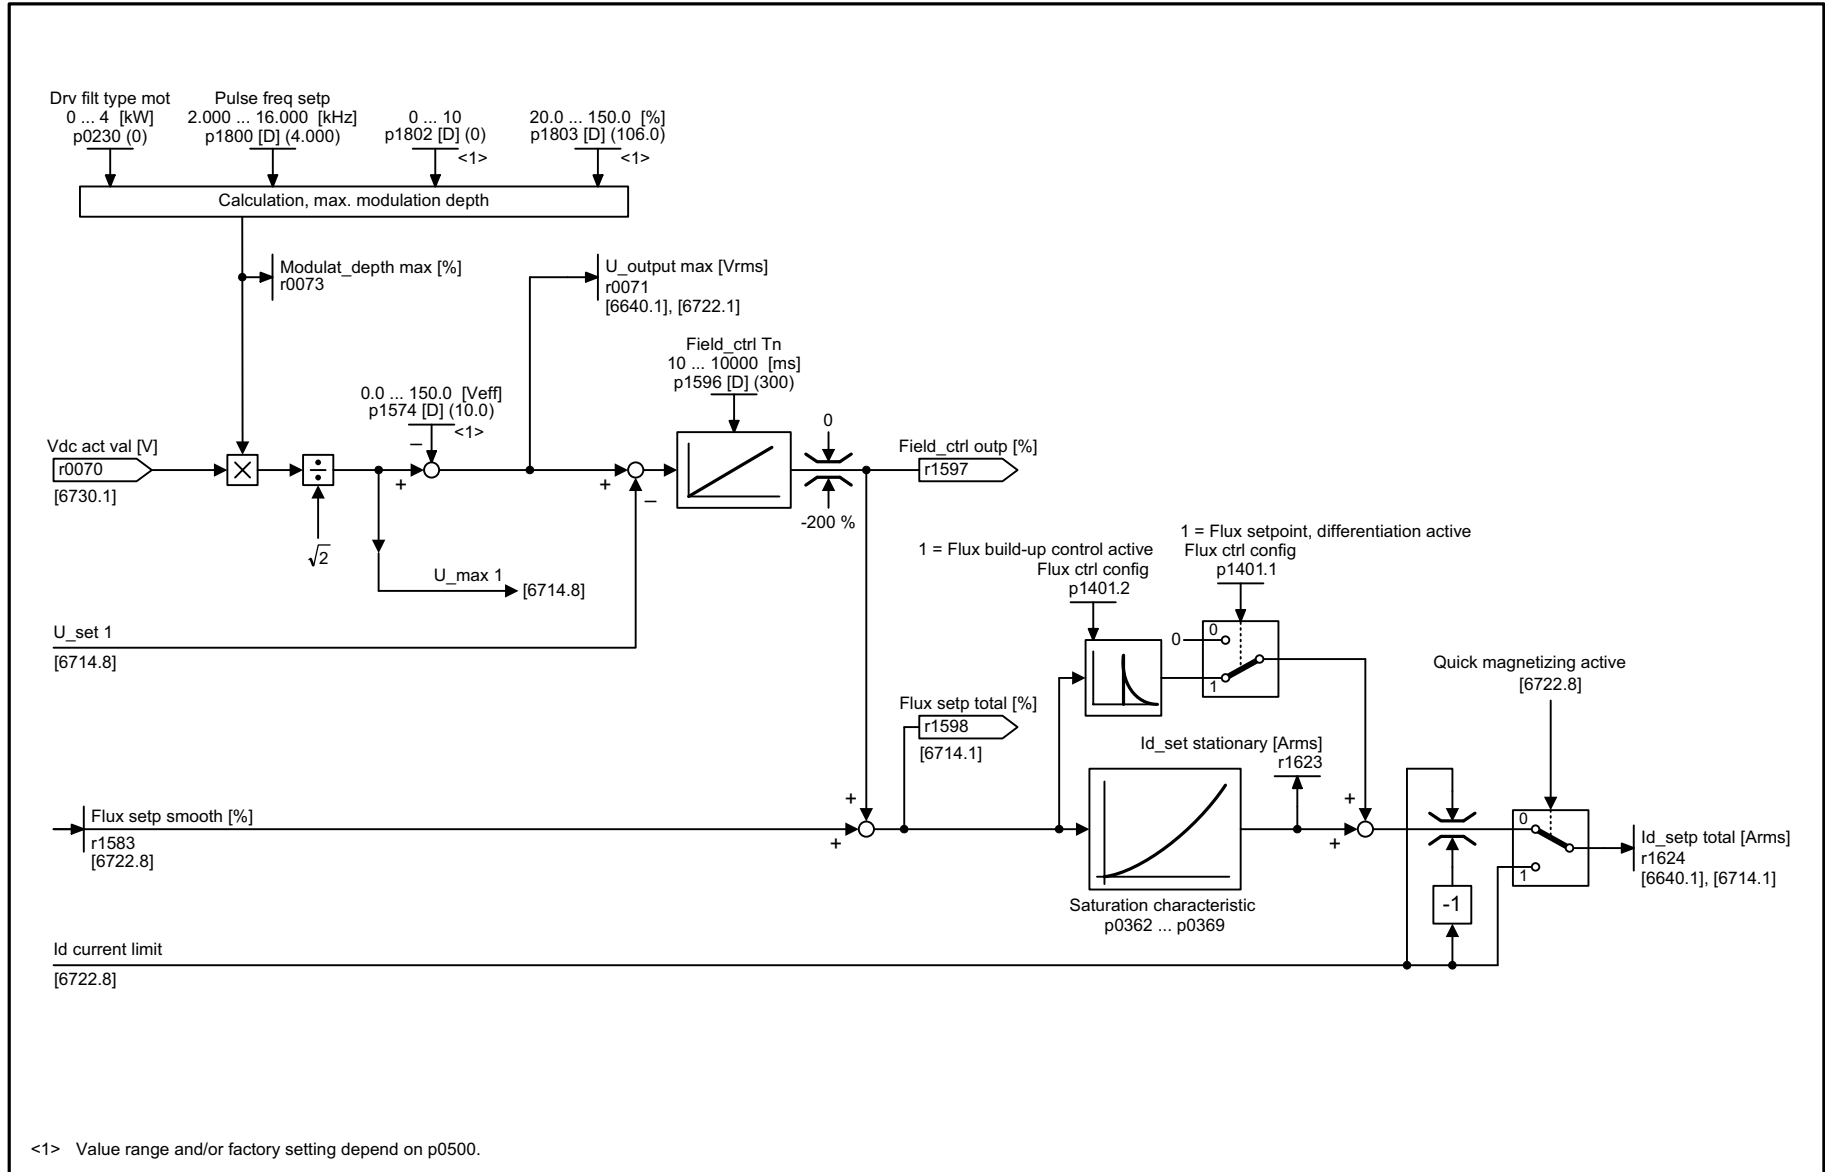 Drv filt type mot
0 ... 4 [kW]
p0230 (0)
Pulse freq setp
2.000 ... 16.000 [kHz]
p1800 [D] (4.000)
0 ... 10
p1802 [D] (0)
<1>
20.0 ... 150.0 [%]
p1803 [D] (106.0)
<1>
Calculation, max. modulation depth
Modulat_depth max [%]
r0073
U_output max [Vrms]
r0071
[6640.1], [6722.1]
Field_ctrl Tn
10 ... 10000 [ms]
p1596 [D] (300)
0.0 ... 150.0 [Veff]
p1574 [D] (10.0)
<1>
–
Vdc act val [V]
r0070
[6730.1]
×
÷
√2
+
+
–
0
-200 %
Field_ctrl outp [%]
r1597
U_max 1
[6714.8]
U_set 1
[6714.8]
1 = Flux build-up control active
Flux ctrl config
p1401.2
1 = Flux setpoint, differentiation active
Flux ctrl config
p1401.1
0
0
1
Quick magnetizing active
[6722.8]
Flux setp total [%]
r1598
[6714.1]
Id_set stationary [Arms]
r1623
Flux setp smooth [%]
r1583
[6722.8]
+
+
+
+
Saturation characteristic
p0362 ... p0369
-1
0
1
Id_setp total [Arms]
r1624
[6640.1], [6714.1]
Id current limit
[6722.8]
<1> Value range and/or factory setting depend on p0500.